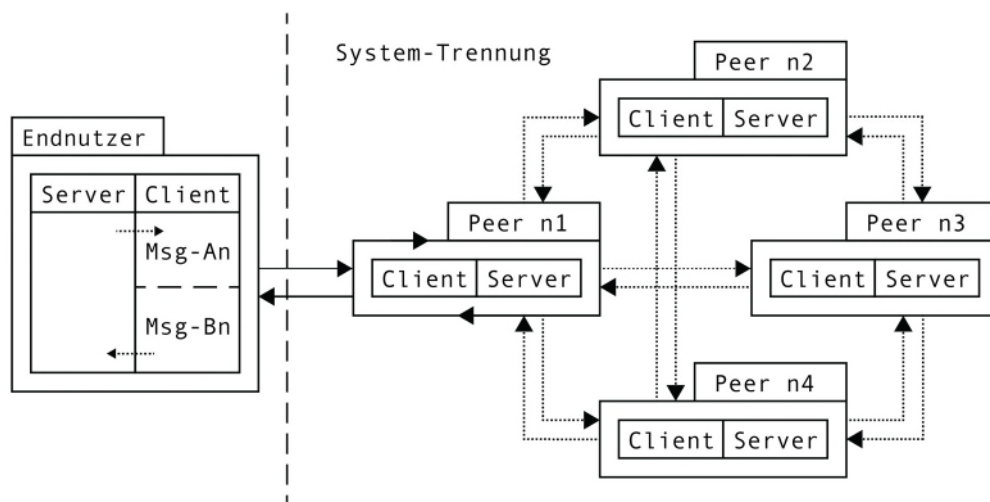 System-Trennung
Endnutzer
Server Client
Msg-An
Msg-Bn
Peer n1
Client Server
Peer n2
Client Server
Peer n3
Client Server
Peer n4
Client Server